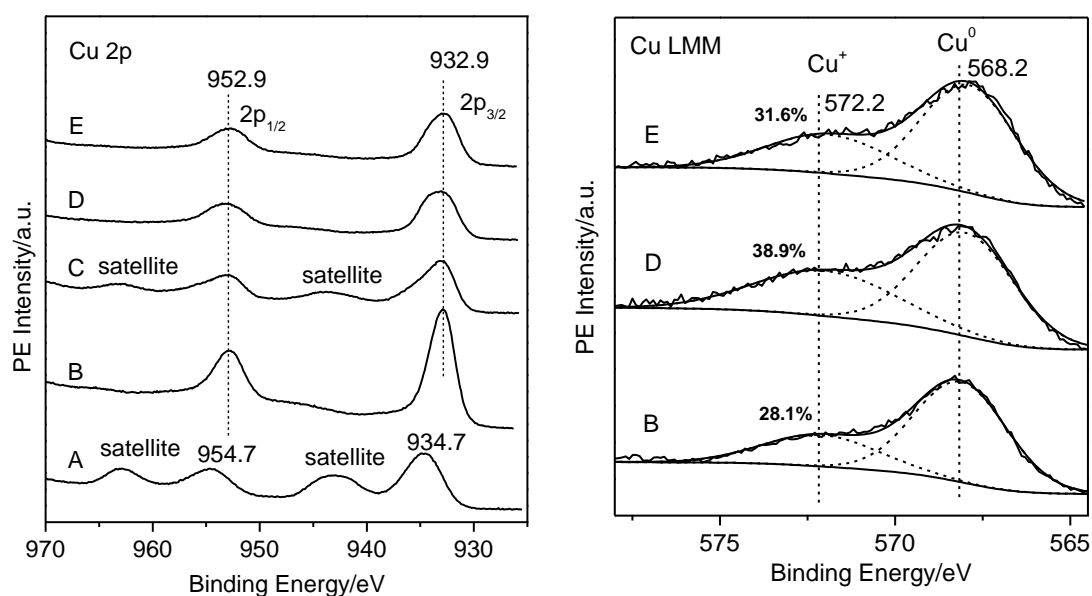 Cu 2p
952.9
932.9
2p1/2
2p3/2
E
D
C
satellite
satellite
B
A
satellite
954.7
satellite
934.7
970
960
950
940
930
Binding Energy/eV
PE Intensity/a.u.
Cu LMM
Cu0
Cu+
568.2
572.2
31.6%
E
38.9%
D
28.1%
B
575
570
565
Binding Energy/eV
PE Intensity/a.u.